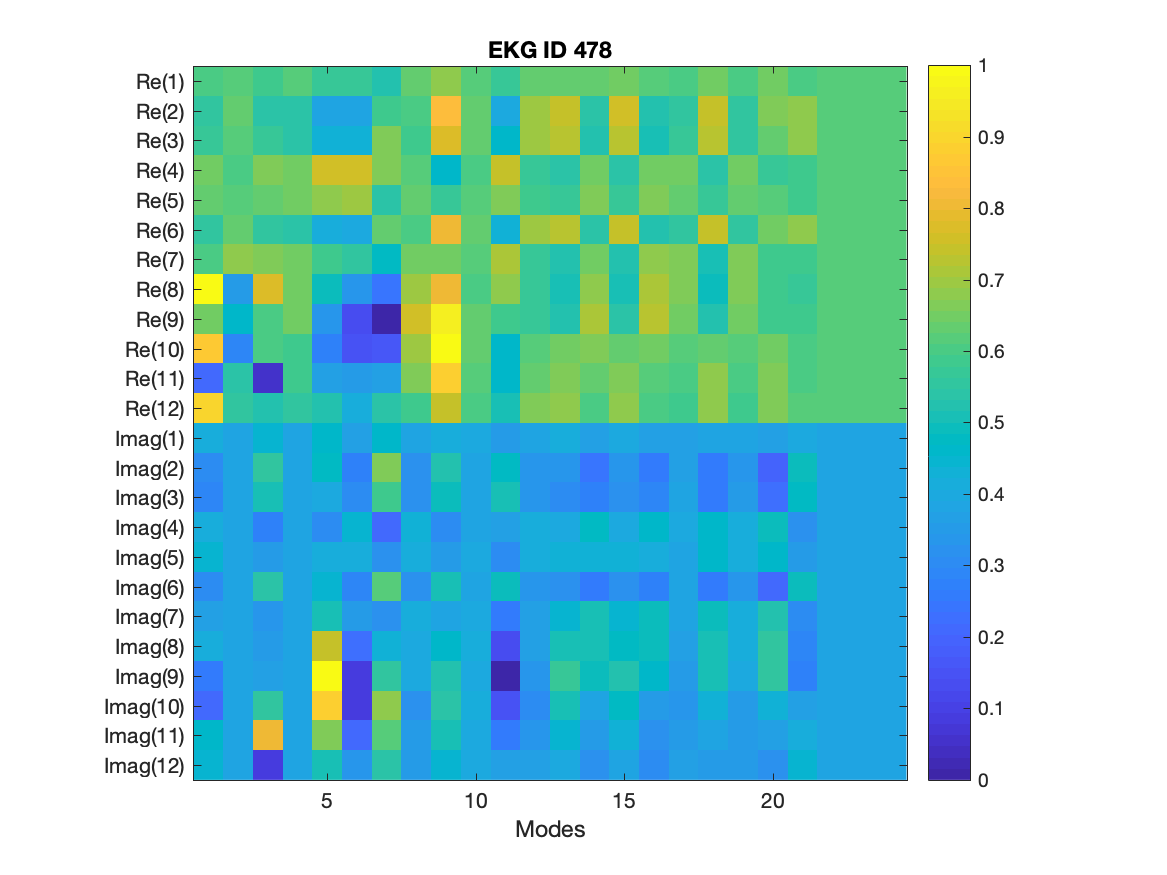 EKG ID 478
Re(1)
Re(2)
Re(3)
Re(4)
Re(5)
Re(6)
Re(7)
Re(8)
Re(9)
Re(10)
Re(11)
Re(12)
Imag(1)
Imag(2)
Imag(3)
Imag(4)
Imag(5)
Imag(6)
Imag(7)
Imag(8)
Imag(9)
Imag(10)
Imag(11)
Imag(12)
5 10 15 20
Modes
1
0.9
0.8
0.7
0.6
0.5
0.4
0.3
0.2
0.1
0